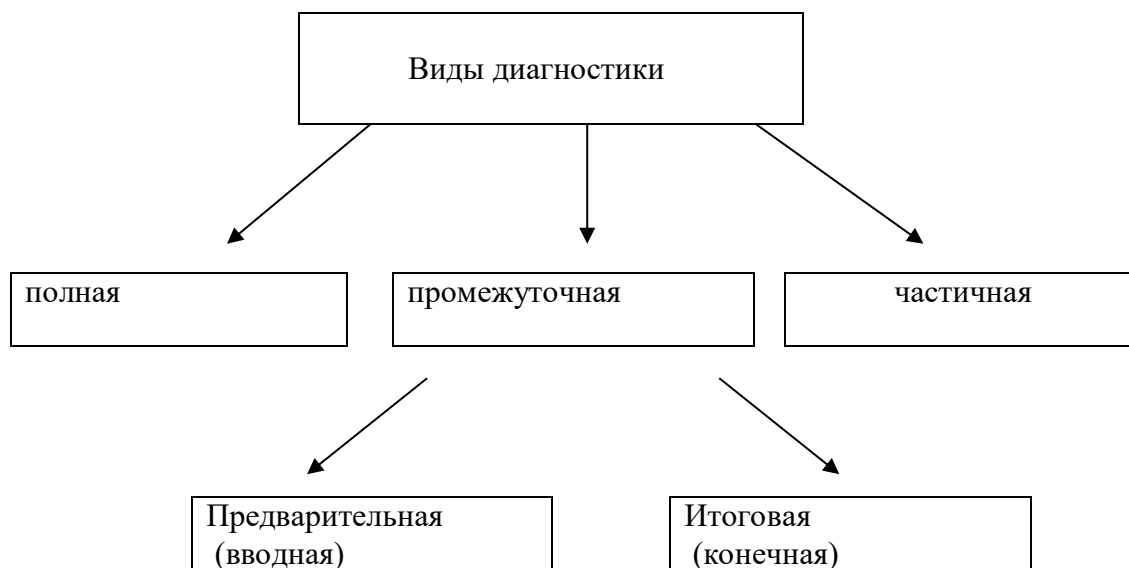 Виды диагностики
полная
промежуточная
частичная
Предварительная
(вводная)
Итоговая
(конечная)